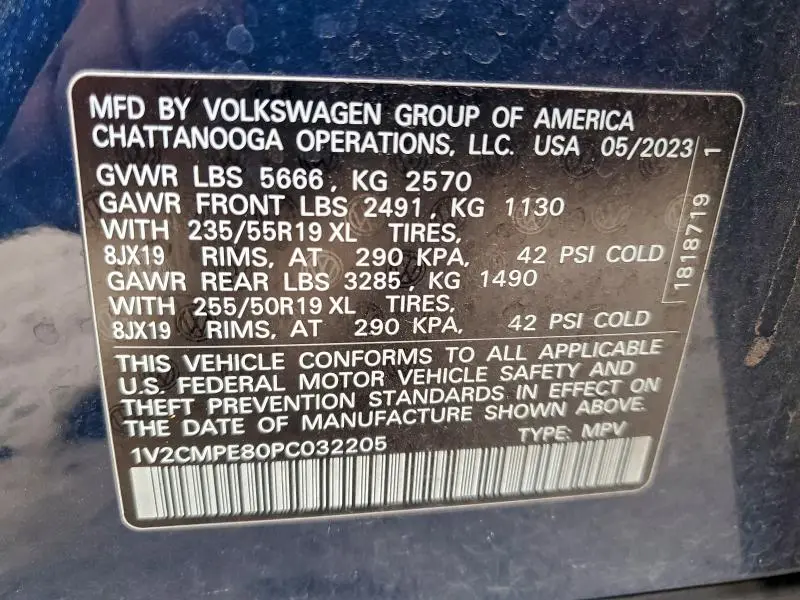 MFD BY VOLKSWAGEN GROUP OF AMERICA
CHATTANOOGA OPERATIONS, LLC. USA 05/2023
GVWR LBS 5666, KG 2570
GAWR FRONT LBS 2491, KG 1130
WITH 235/55R19 XL TIRES,
8JX19 RIMS, AT 290 KPA, 42 PSI COLD
GAWR REAR LBS 3285, KG 1490
WITH 255/50R19 XL TIRES,
8JX19 RIMS, AT 290 KPA, 42 PSI COLD
THIS VEHICLE CONFORMS TO ALL APPLICABLE
U.S. FEDERAL MOTOR VEHICLE SAFETY AND
THEFT PREVENTION STANDARDS IN EFFECT ON
THE DATE OF MANUFACTURE SHOWN ABOVE.
1V2CMPE80PC032205 TYPE: MPV
1818719 1